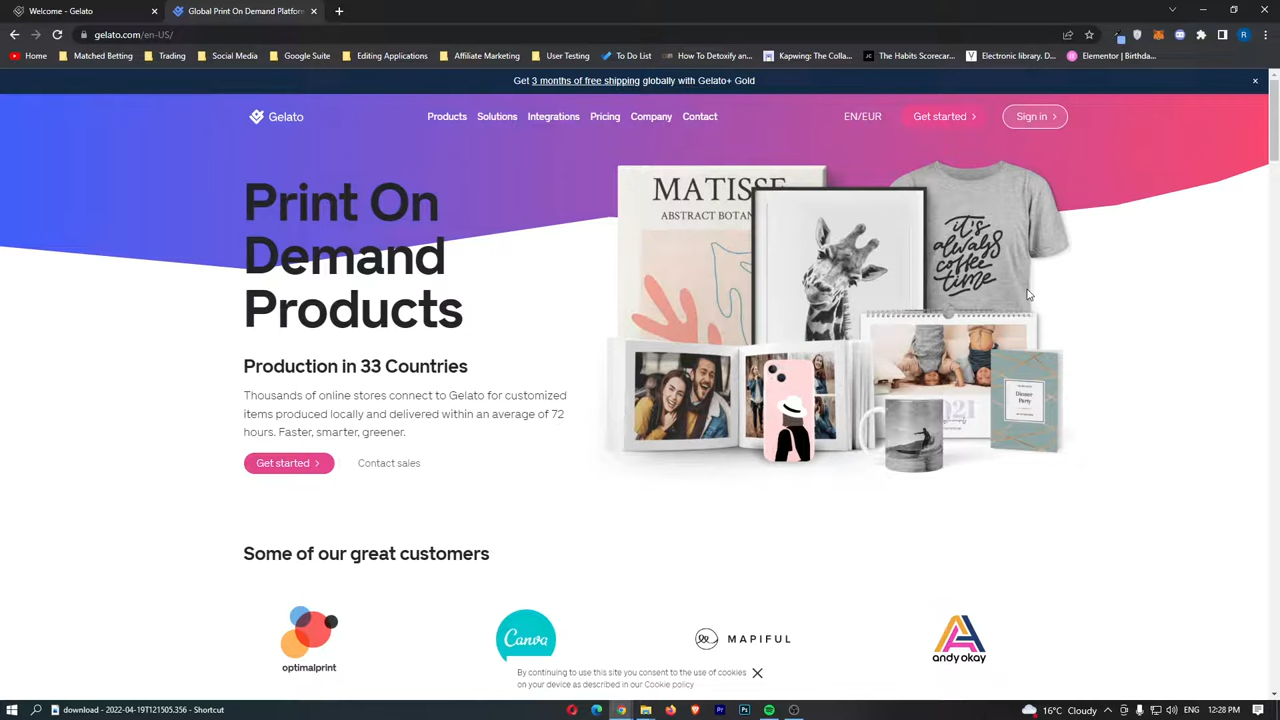 Welcome - Gelato
Global Print On Demand Platfor
gelato.com/en-US/
Home
Matched Betting
Trading
Social Media
Google Suite
Editing Applications
Affiliate Marketing
User Testing
To Do List
How To Detoxify an...
Kapwing: The Colla...
The Habits Scorecar...
Electronic library. D...
Elementor | Birthda...
Get 3 months of free shipping globally with Gelato+ Gold
Gelato
Products
Solutions
Integrations
Pricing
Company
Contact
EN/EUR
Get started
Sign in
Print On
Demand
Products
MATISSE
ABSTRACT BOTAN
it's
always
coffee
time
Dinner
Party
Production in 33 Countries
Thousands of online stores connect to Gelato for customized
items produced locally and delivered within an average of 72
hours. Faster, smarter, greener.
Get started
Contact sales
Some of our great customers
optimalprint
Canva
MAPIFUL
andy okay
By continuing to use this site you consent to the use of cookies
on your device as described in our Cookie policy
download - 2022-04-19T121505.356 - Shortcut
16°C Cloudy
ENG
12:28 PM